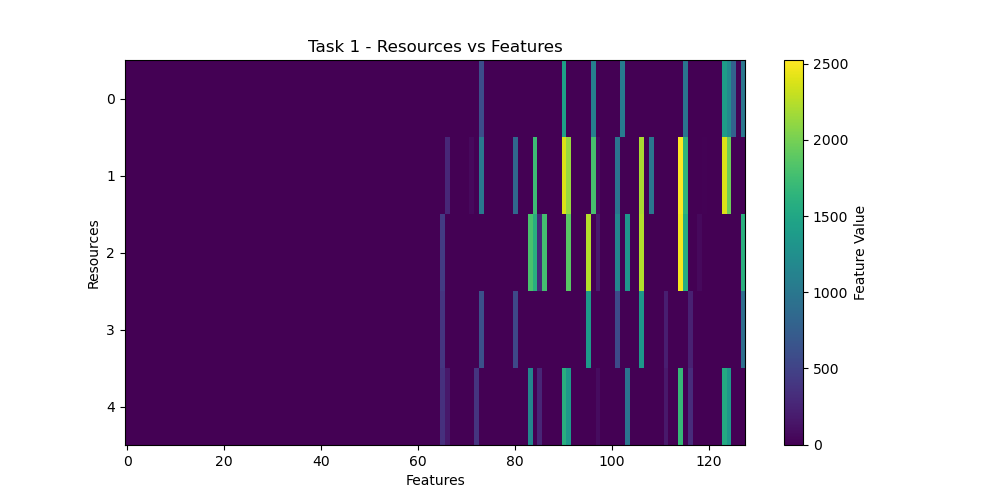 Task 1 - Resources vs Features
Resources
0
1
2
3
4
0 20 40 60 80 100 120
Features
2500
2000
1500
1000
500
0
Feature Value